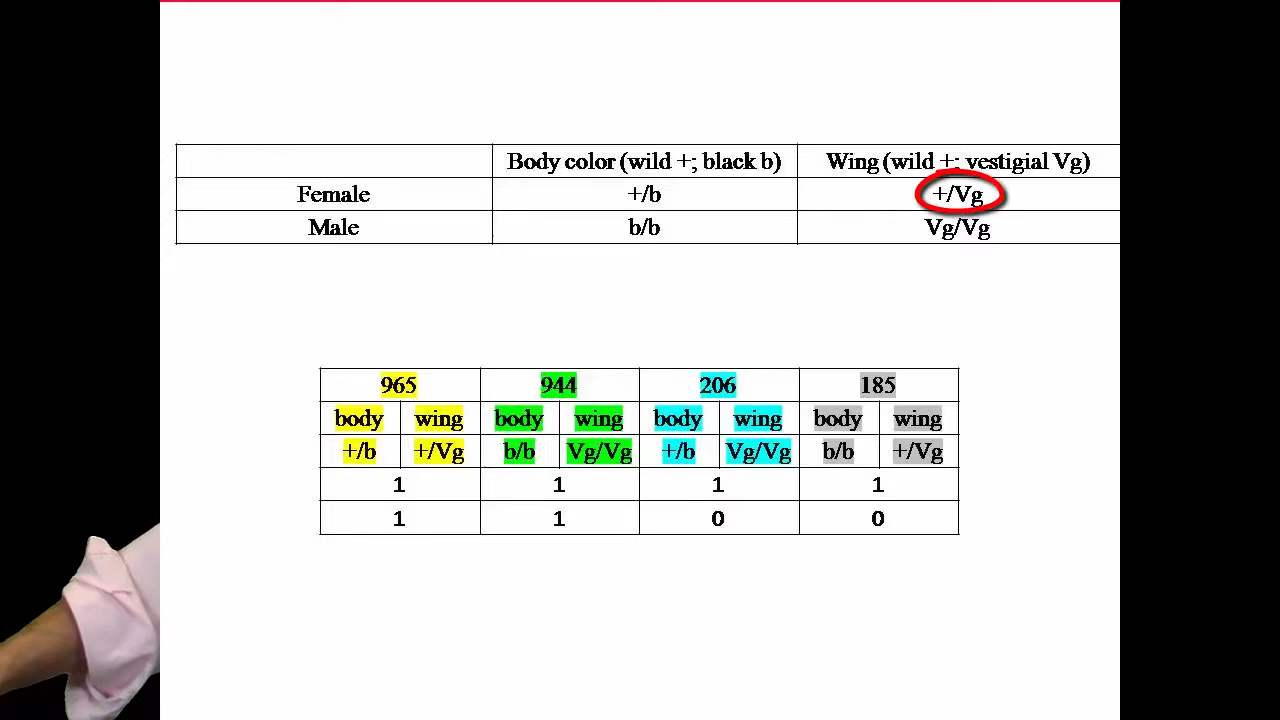 Body color (wild +; black b) Wing (wild +; vestigial Vg)
Female +/b +/Vg
Male b/b Vg/Vg
965 944 206 185
body wing body wing body wing body wing
+/b +/Vg b/b Vg/Vg +/b Vg/Vg b/b +/Vg
1 1 1 1
1 1 0 0